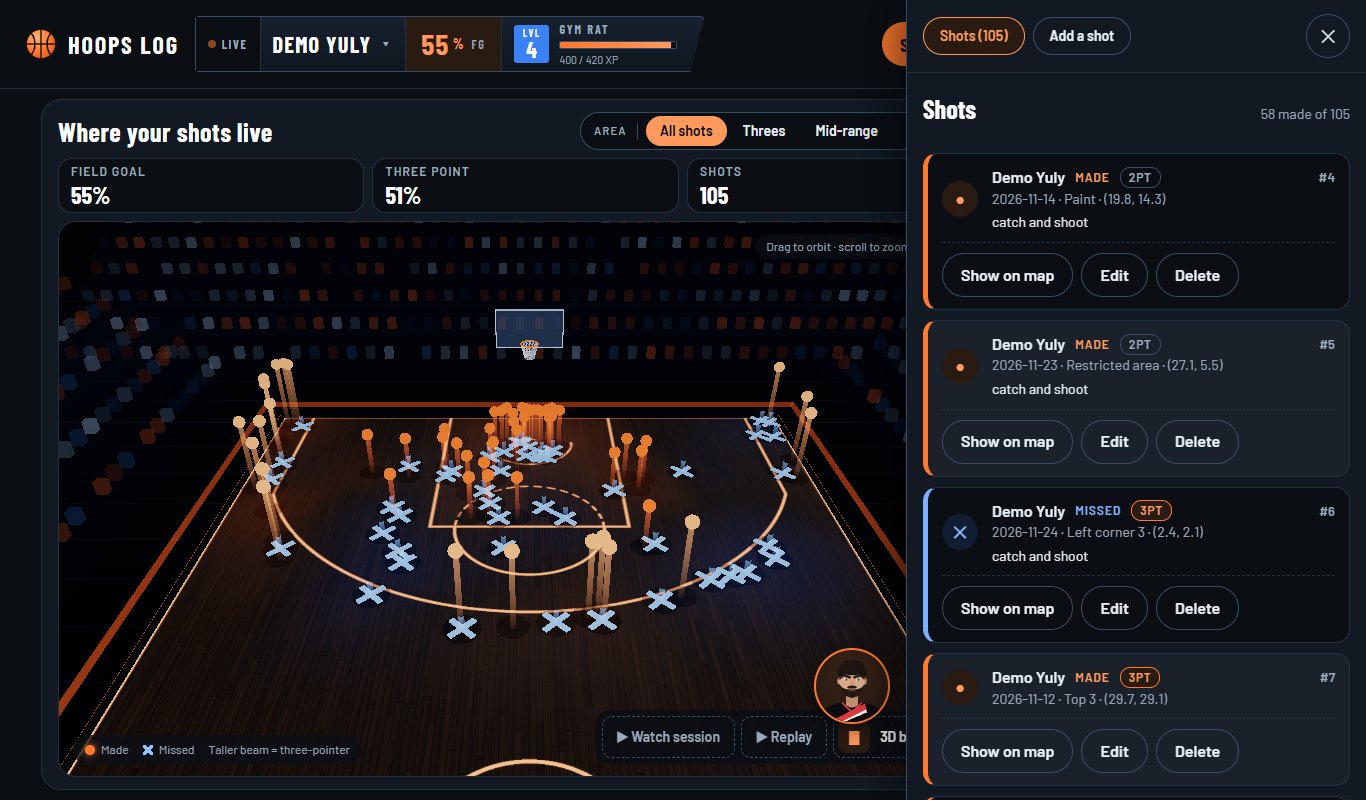 HOOPS LOG
LIVE
DEMO YULY
55% FG
LVL
4
GYM RAT
400 / 420 XP
Where your shots live
AREA
All shots
Threes
Mid-range
FIELD GOAL
55%
THREE POINT
51%
SHOTS
105
Drag to orbit · scroll to zoom
Made
Missed
Taller beam = three-pointer
Watch session
Replay
3D b
Shots (105)
Add a shot
Shots
58 made of 105
Demo Yuly MADE 2PT #4
2026-11-14 · Paint · (19.8, 14.3)
catch and shoot
Show on map Edit Delete
Demo Yuly MADE 2PT #5
2026-11-23 · Restricted area · (27.1, 5.5)
catch and shoot
Show on map Edit Delete
Demo Yuly MISSED 3PT #6
2026-11-24 · Left corner 3 · (2.4, 2.1)
catch and shoot
Show on map Edit Delete
Demo Yuly MADE 3PT #7
2026-11-12 · Top 3 · (29.7, 29.1)
Show on map Edit Delete